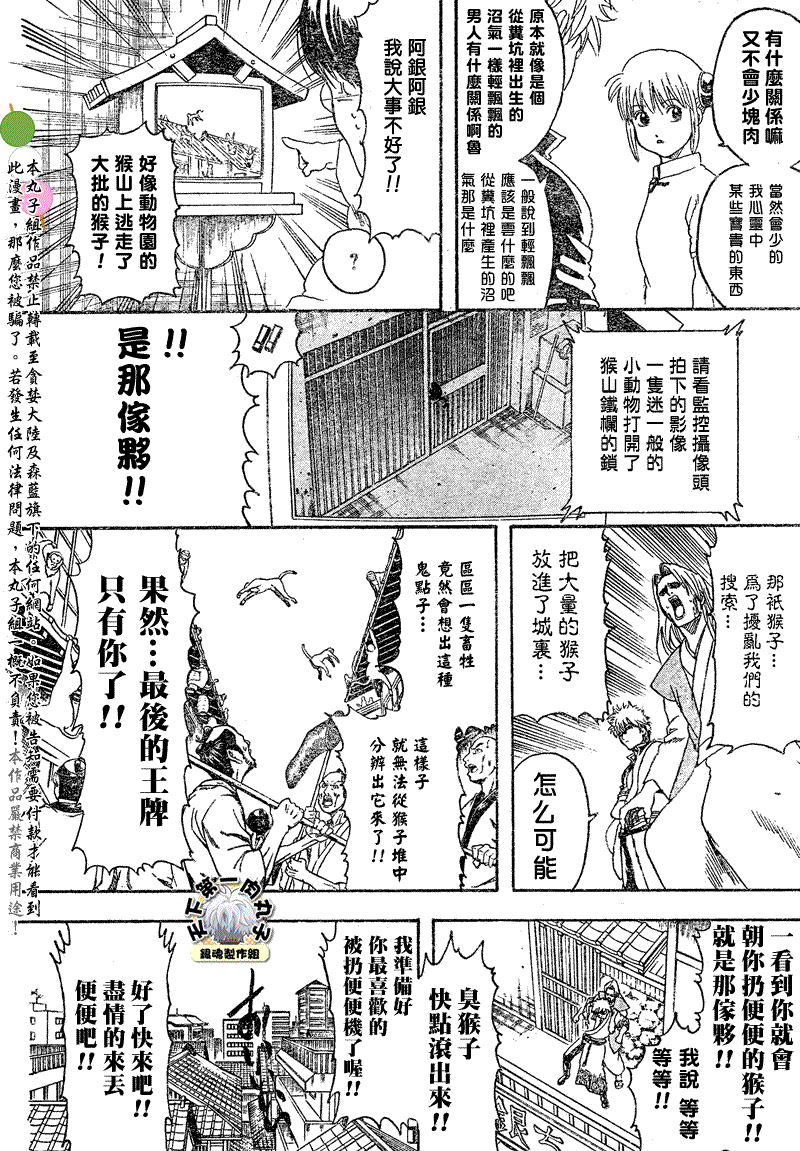 有什麼關係嘛
又不會少塊肉
當然會少的
我心靈中
某些寶貴的東西
原本就像是個
從糞坑裡出生的
沼氣一樣輕飄飄的
男人有什麼關係啊魯
一般說到輕飄飄
應該是雲什麼的吧
從糞坑裡產生的沼
氣那是什麼
阿銀阿銀
我說大事不好了!!
?
好像動物園的
猴山上逃走了
大批的猴子!
請看監控攝像頭
拍下的影像
一隻迷一般的
小動物打開了
猴山鐵欄的鎖
!!
!!
是那傢夥!!
那衹猴子…
爲了擾亂我們的
搜索…
把大量的猴子
放進了城裏…
怎么可能
區區一隻畜牲
竟然會想出這種
鬼點子…
這樣子
就無法從猴子堆中
分辨出它來了!!
果然…最後的王牌
只有你了!!
一看到你就會
朝你扔便便的猴子!!
就是那傢夥!!
我說 等等
等等!!
臭猴子
快點滾出來!!
我準備好
你最喜歡的
被扔便便機了喔!!
好了快來吧!!
盡情的來丟
便便吧!!
天下第一肉丸子
銀魂製作組
本丸子組作品禁止轉載至貪婪大陸及森藍旗下的任何網站。如果您被告知需要付款才能看到
此漫畫，那麼您被騙了。若發生任何法律問題，本丸子組一概不負責！本作品嚴禁商業用途！